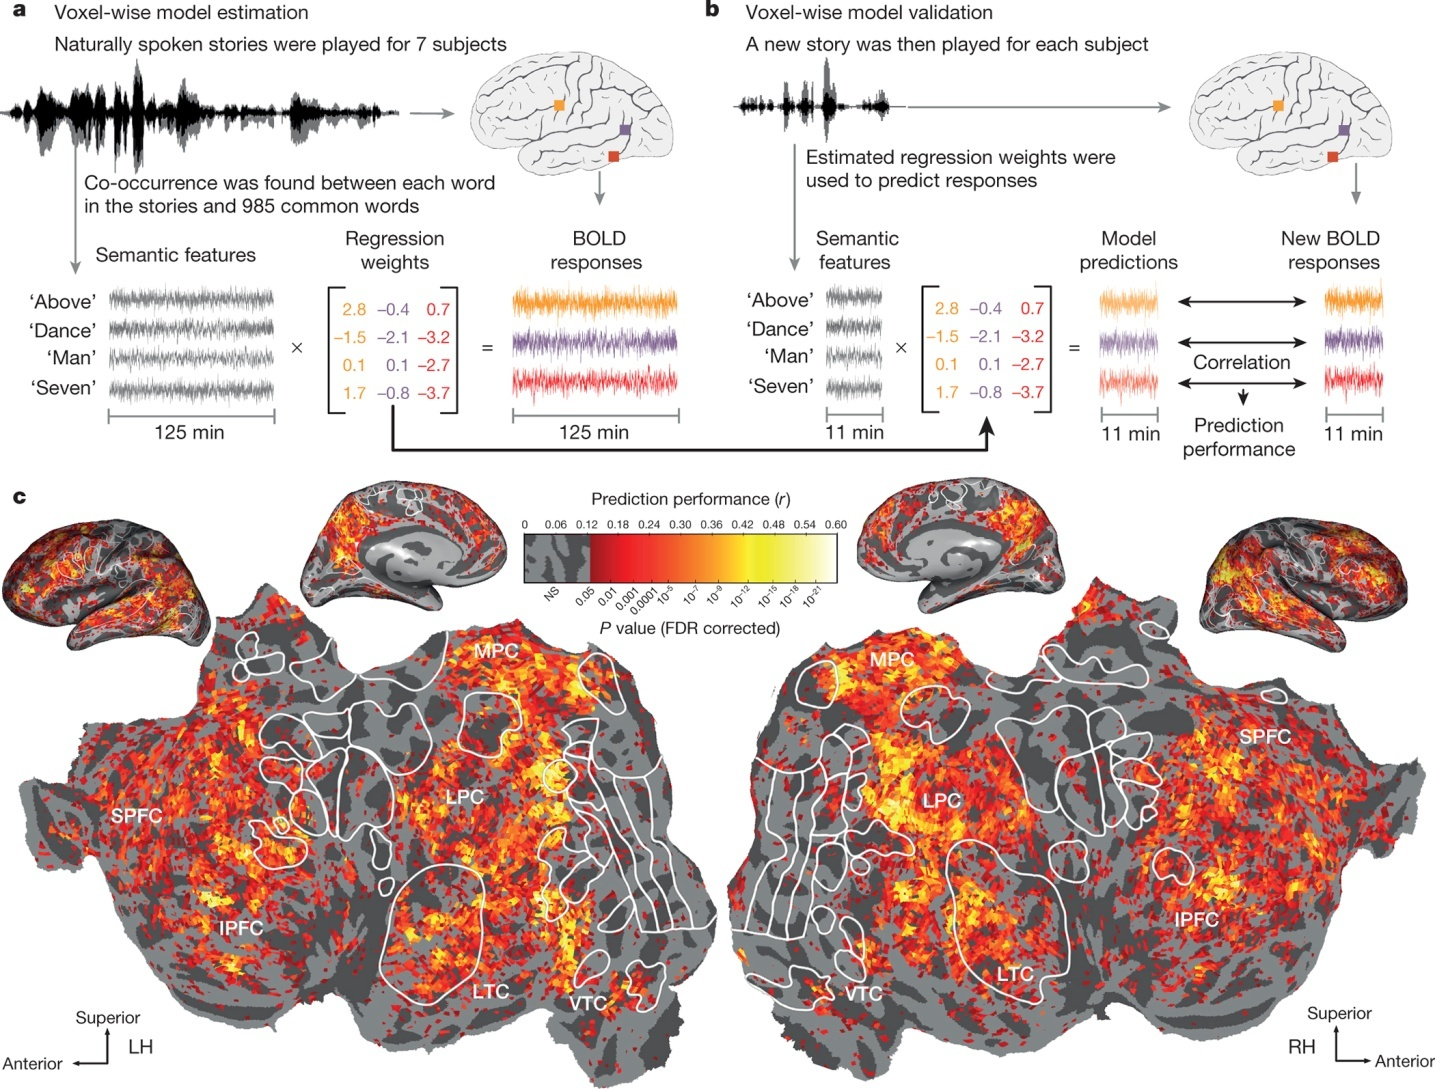 a Voxel-wise model estimation
Naturally spoken stories were played for 7 subjects
Co-occurrence was found between each word
in the stories and 985 common words
Semantic features
Regression
weights
BOLD
responses
‘Above’
‘Dance’
‘Man’
‘Seven’
2.8 –0.4 0.7
–1.5 –2.1 –3.2
0.1 0.1 –2.7
1.7 –0.8 –3.7
×
=
125 min
125 min
b Voxel-wise model validation
A new story was then played for each subject
Estimated regression weights were
used to predict responses
Semantic
features
Model
predictions
New BOLD
responses
‘Above’
‘Dance’
‘Man’
‘Seven’
2.8 –0.4 0.7
–1.5 –2.1 –3.2
0.1 0.1 –2.7
1.7 –0.8 –3.7
×
=
Correlation
Prediction
performance
11 min
11 min
11 min
c
Prediction performance (r)
0 0.06 0.12 0.18 0.24 0.30 0.36 0.42 0.48 0.54 0.60
NS 0.05 0.01 0.001 0.0001 10⁻⁵ 10⁻⁷ 10⁻⁹ 10⁻¹² 10⁻¹⁵ 10⁻¹⁸ 10⁻²¹
P value (FDR corrected)
MPC
SPFC
LPC
IPFC
LTC
VTC
Superior
Anterior
LH
MPC
SPFC
LPC
IPFC
LTC
VTC
Superior
RH
Anterior